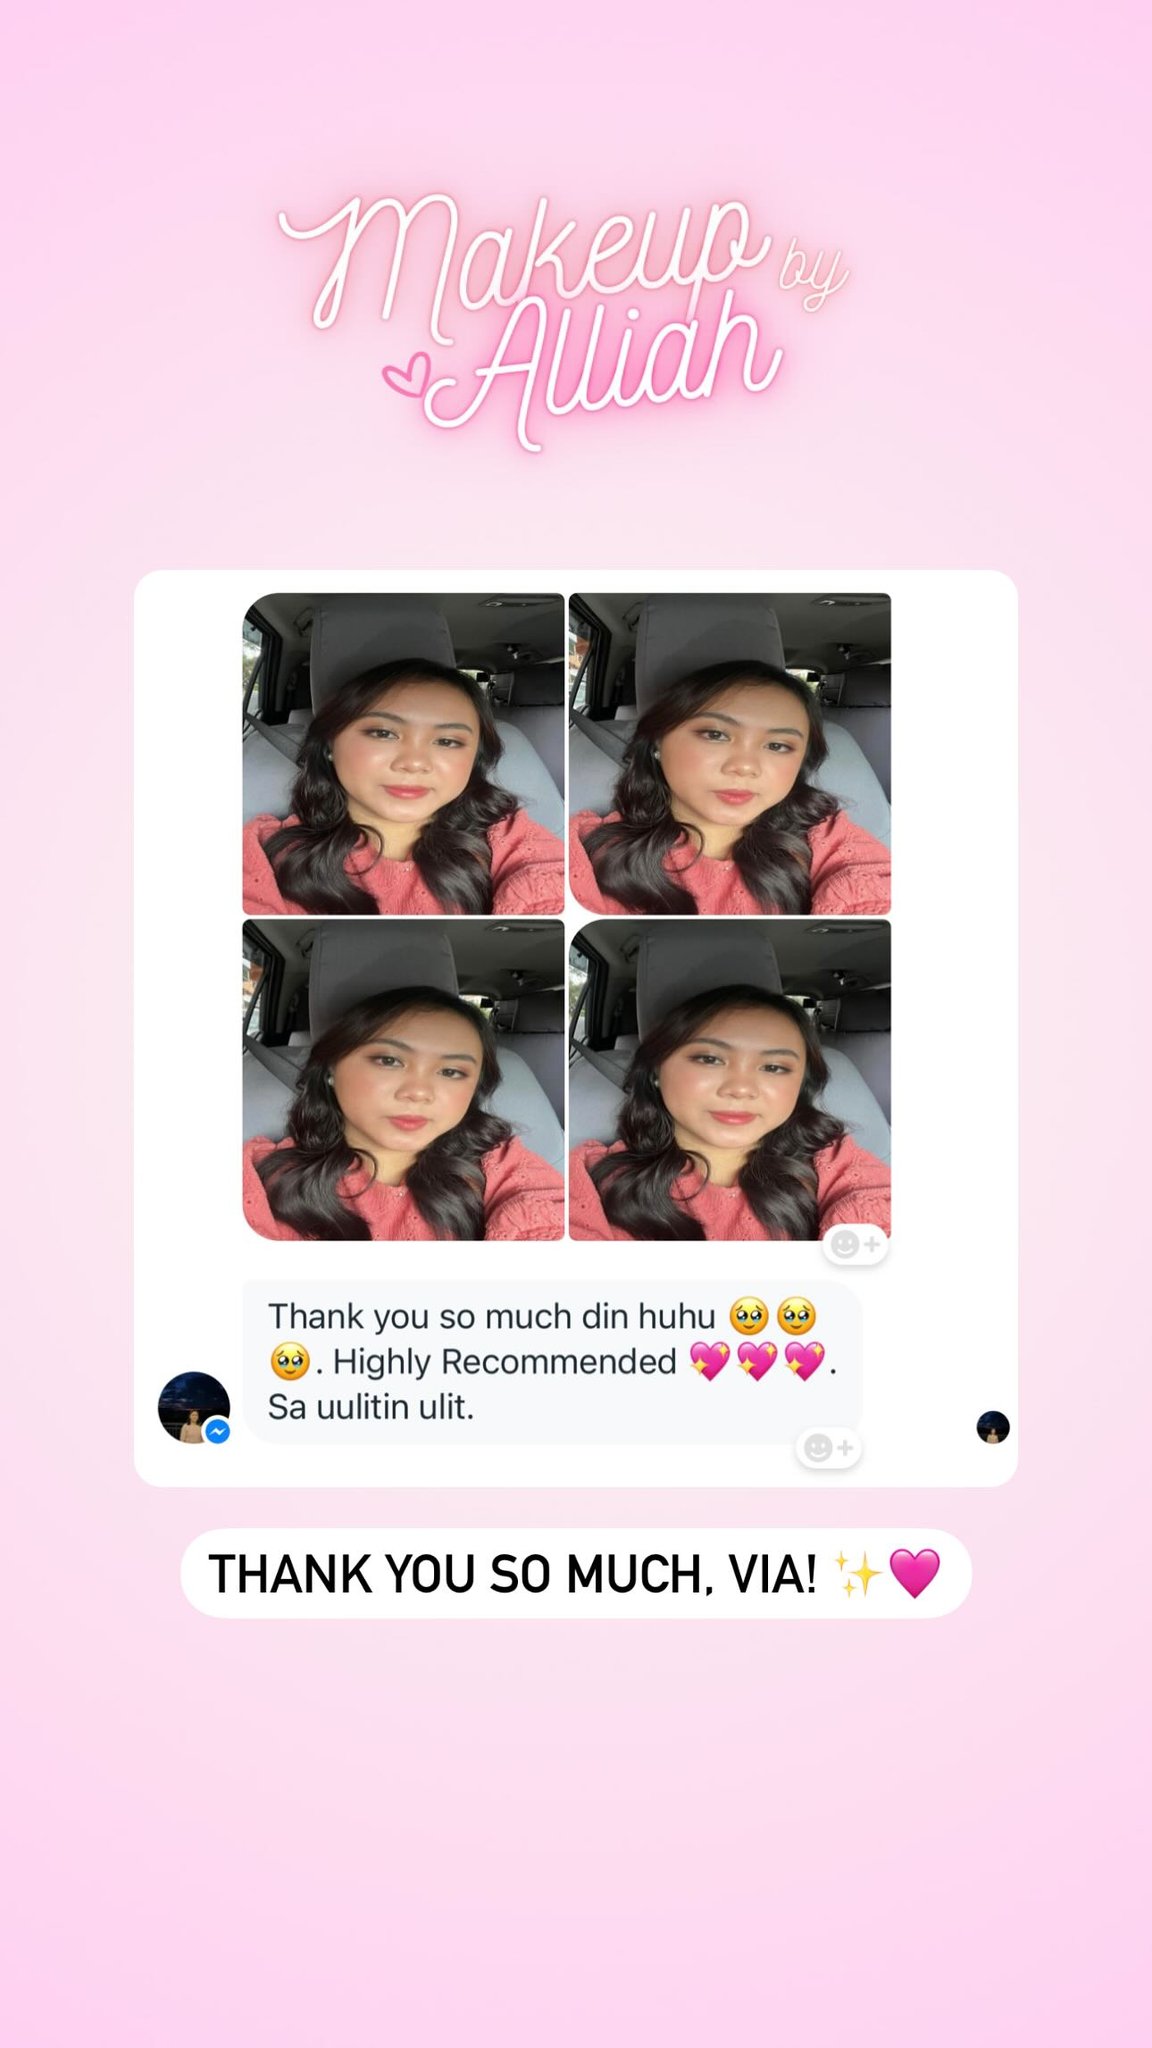 Makeup by
Alliah
Thank you so much din huhu 🥹🥹
🥹. Highly Recommended 💖💖💖.
Sa uulitin ulit.
THANK YOU SO MUCH, VIA! ✨🩷